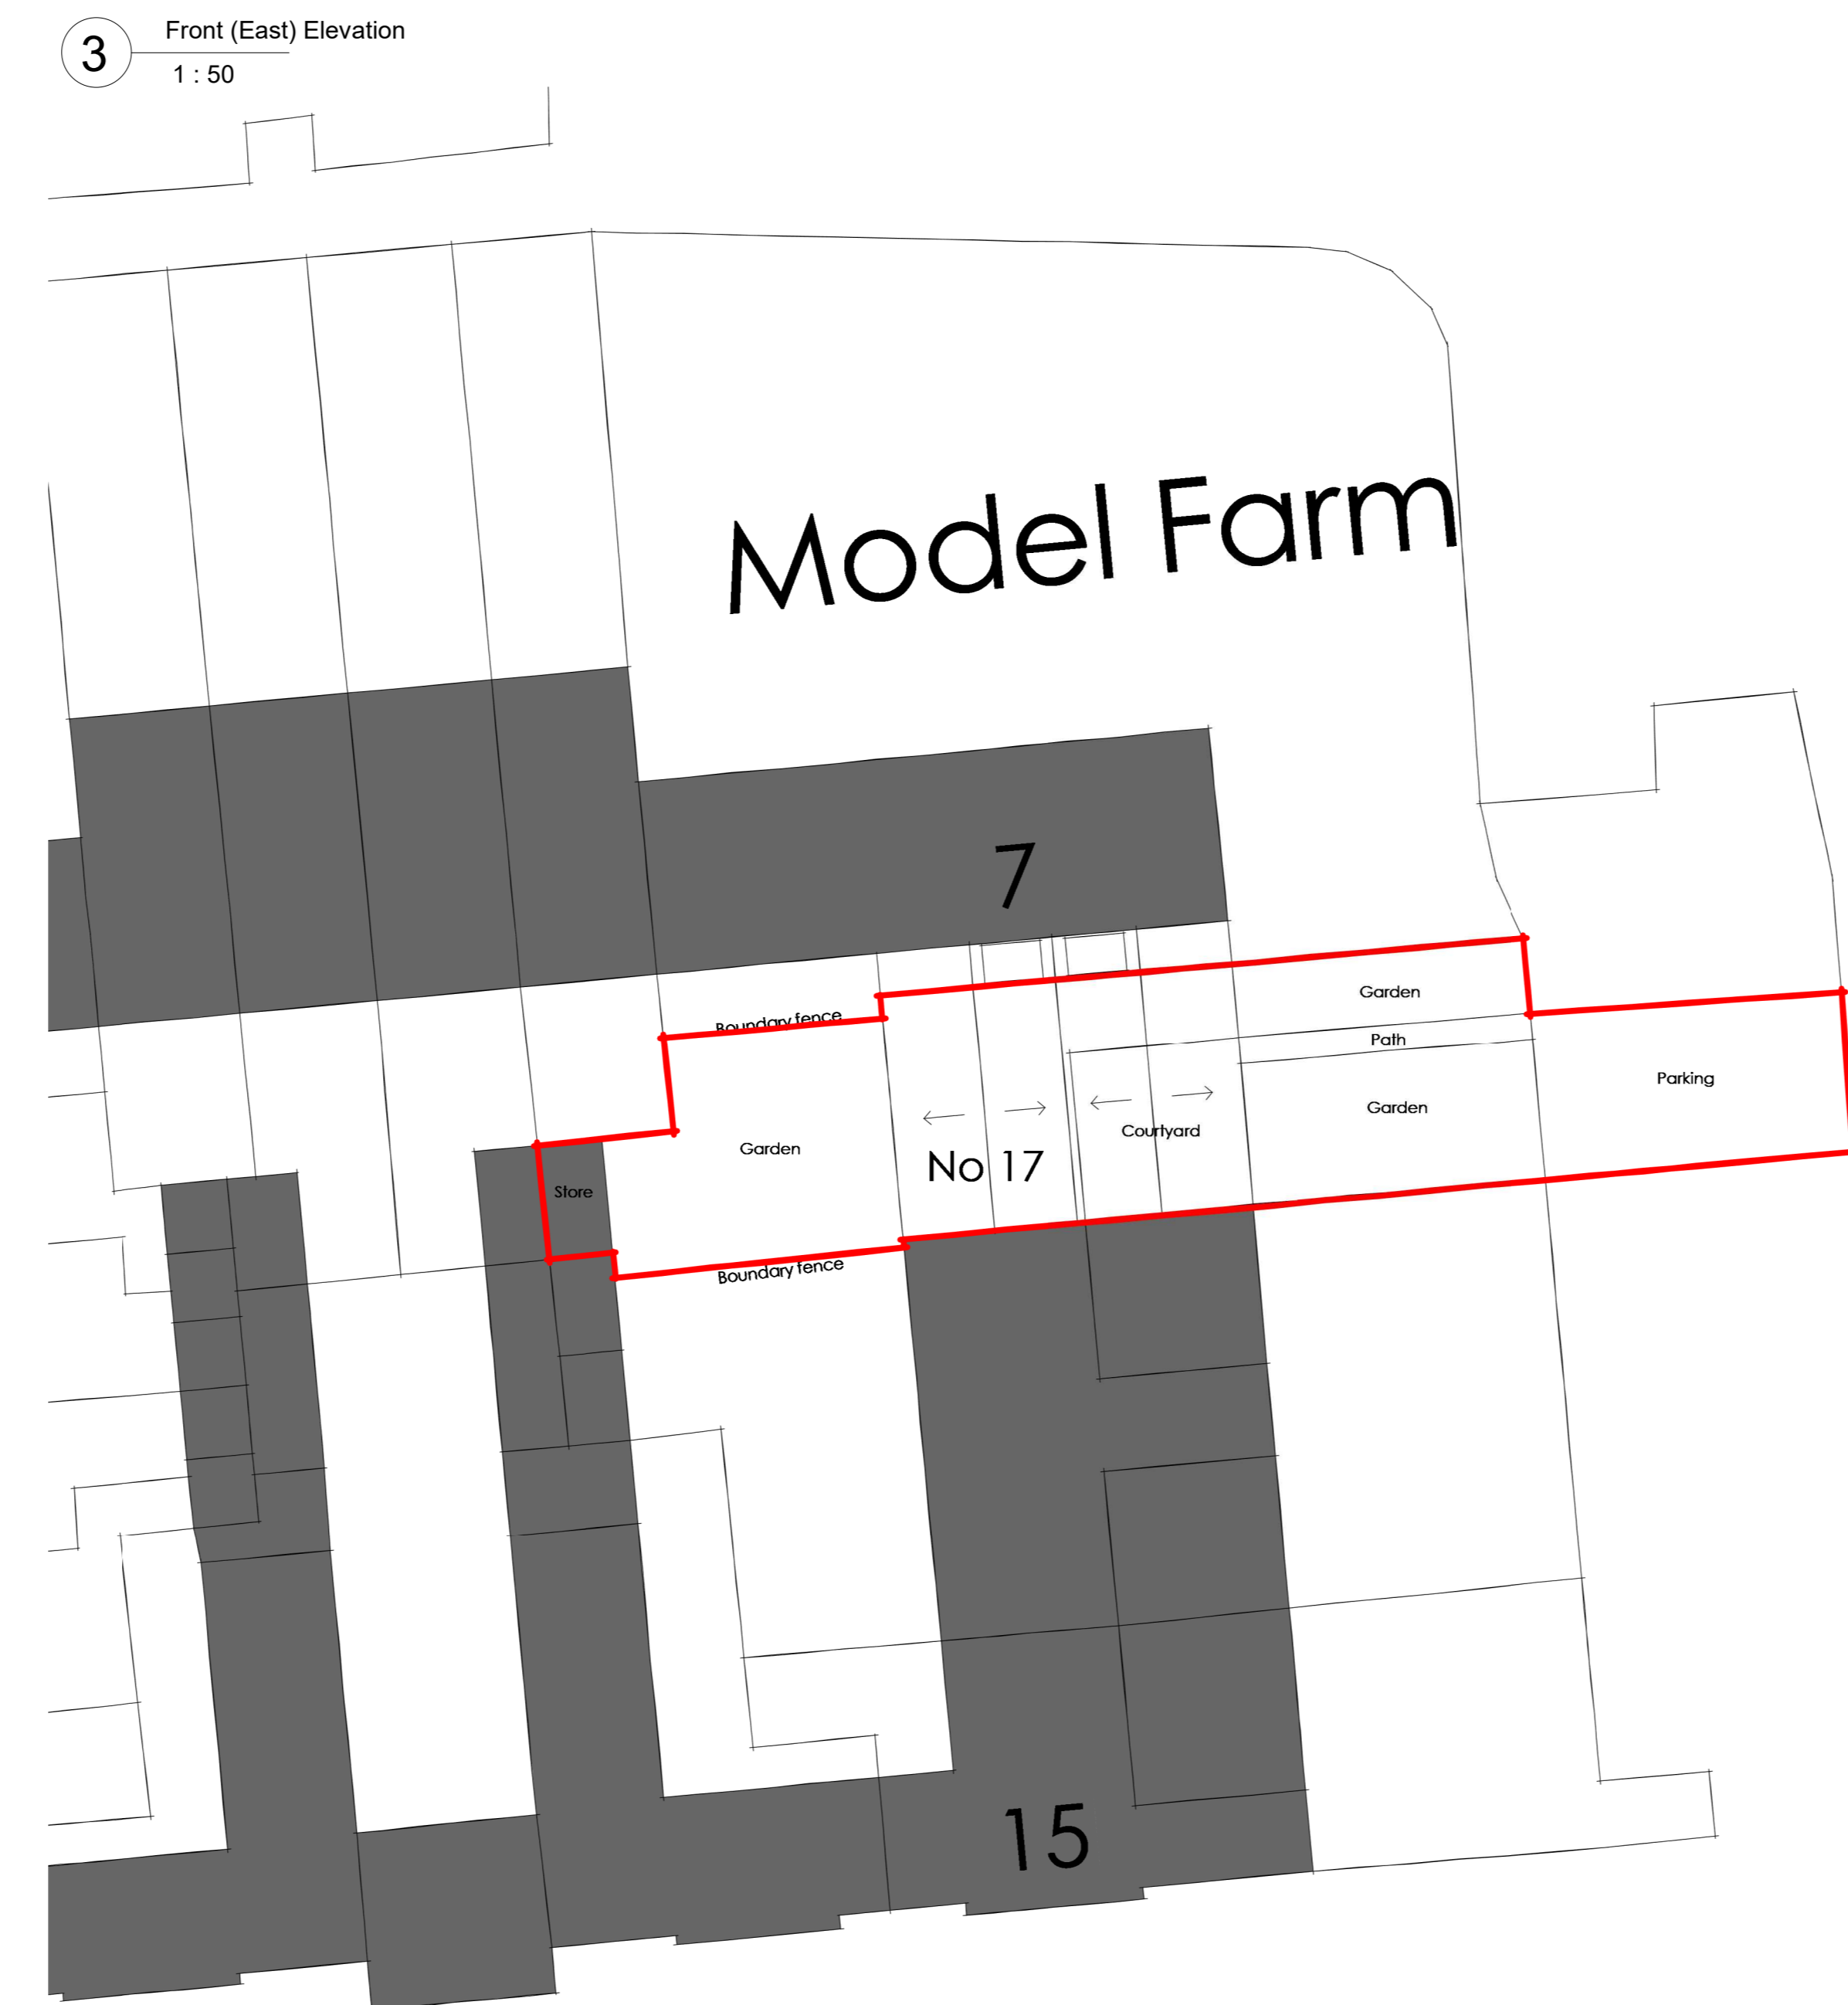 3
Front (East) Elevation
1 : 50
Model Farm
7
Boundary fence
Garden
Path
Parking
Garden
Courtyard
Garden
No 17
Store
Boundary fence
15